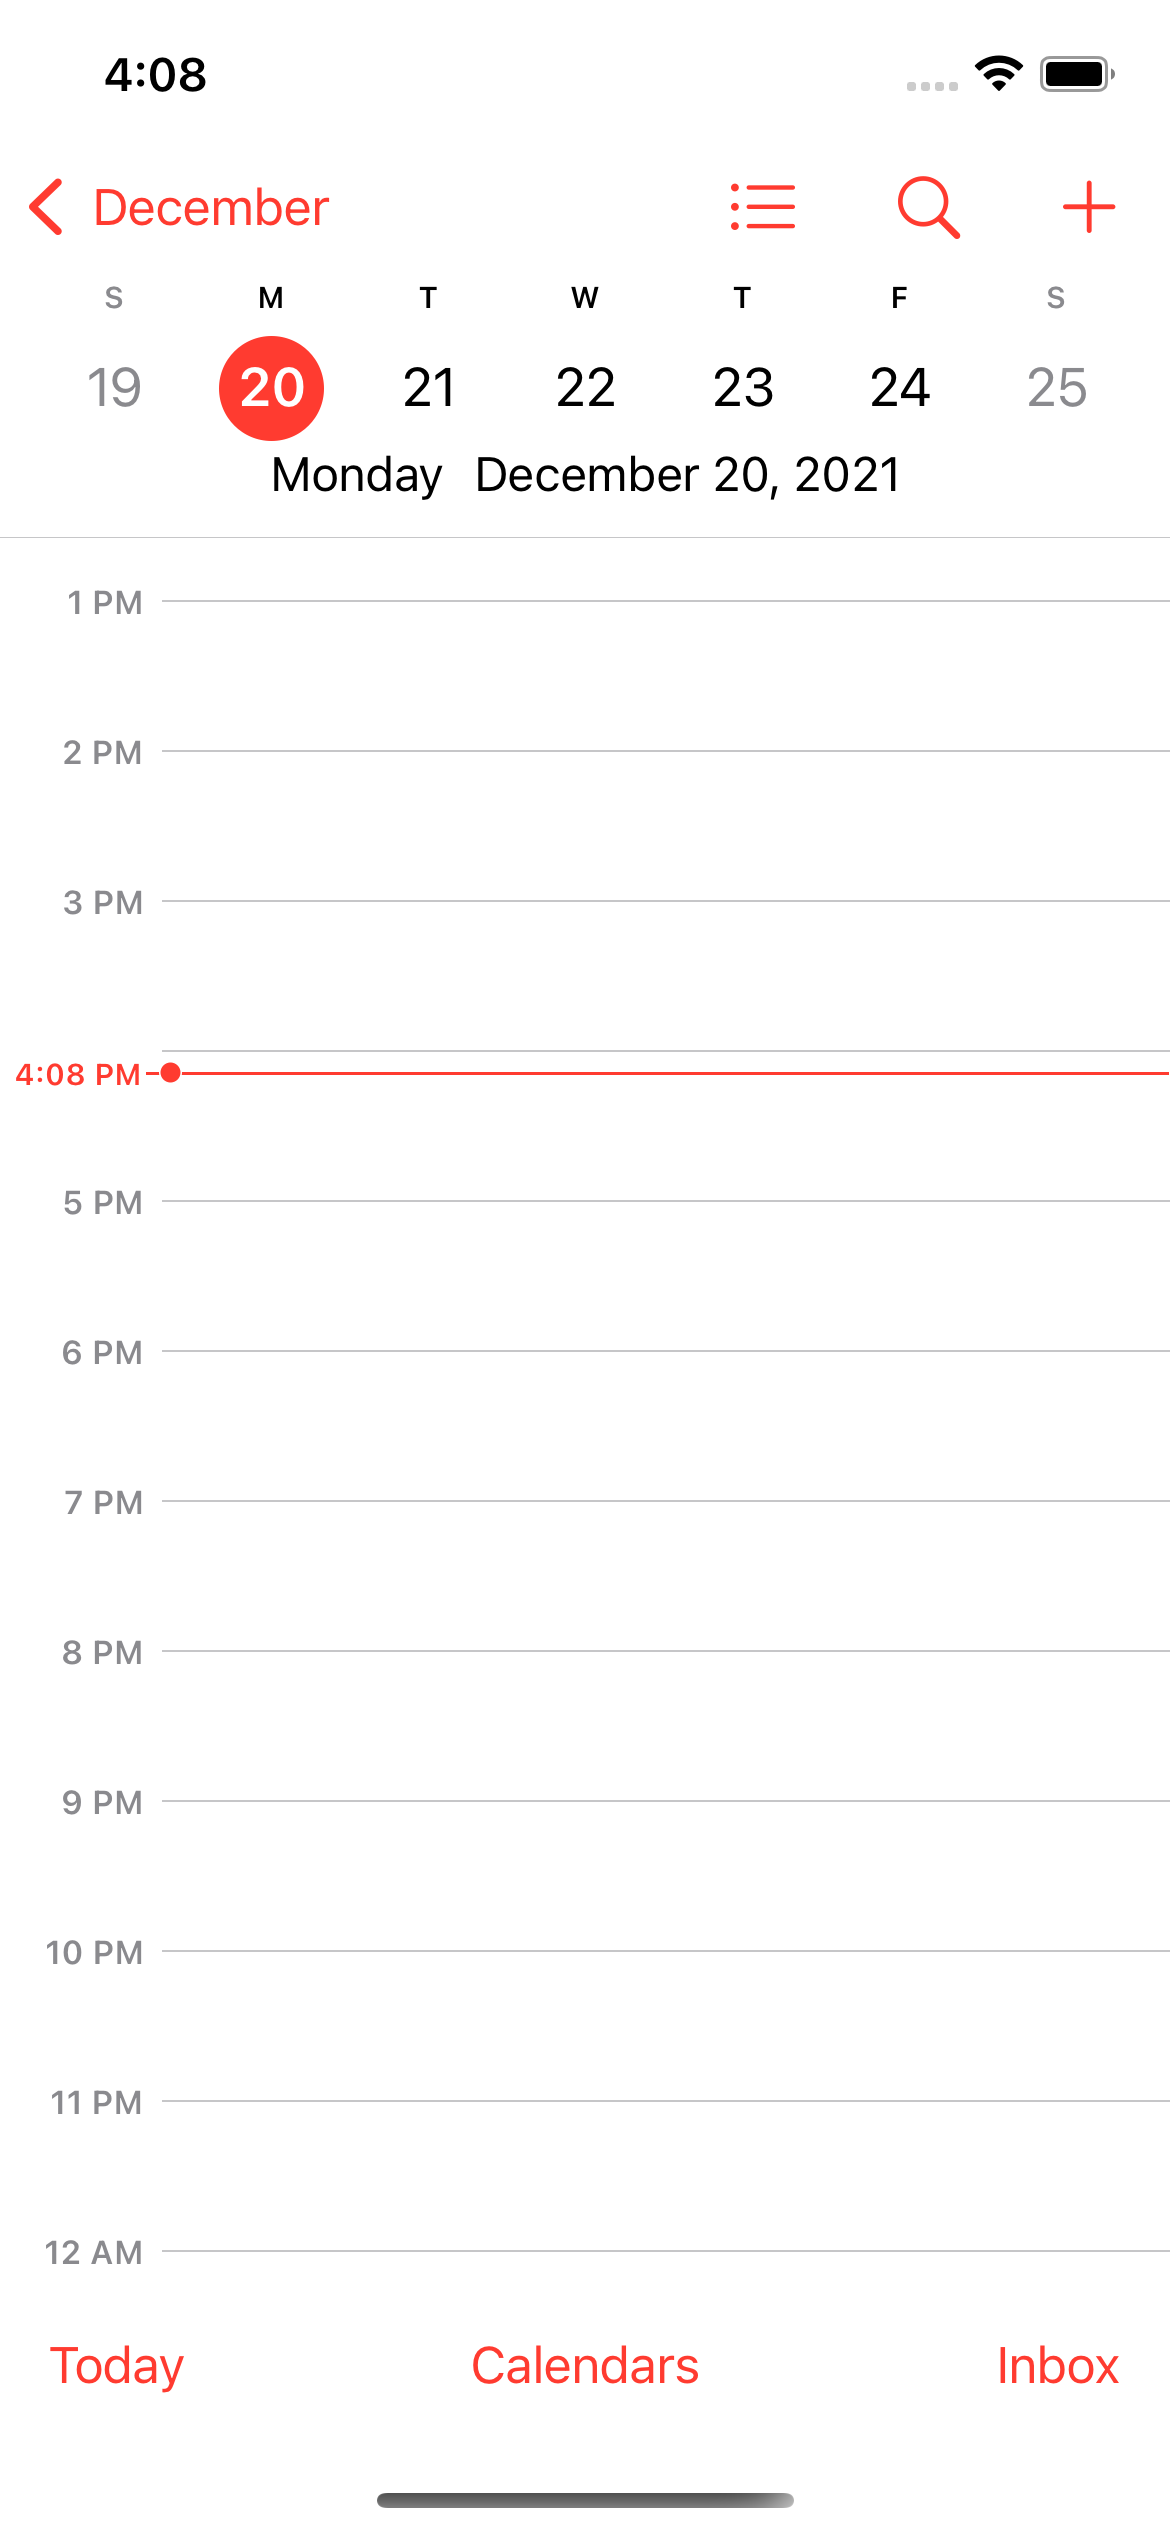 4:08
December
S M T W T F S
19 20 21 22 23 24 25
Monday December 20, 2021
1 PM
2 PM
3 PM
4:08 PM
5 PM
6 PM
7 PM
8 PM
9 PM
10 PM
11 PM
12 AM
Today Calendars Inbox